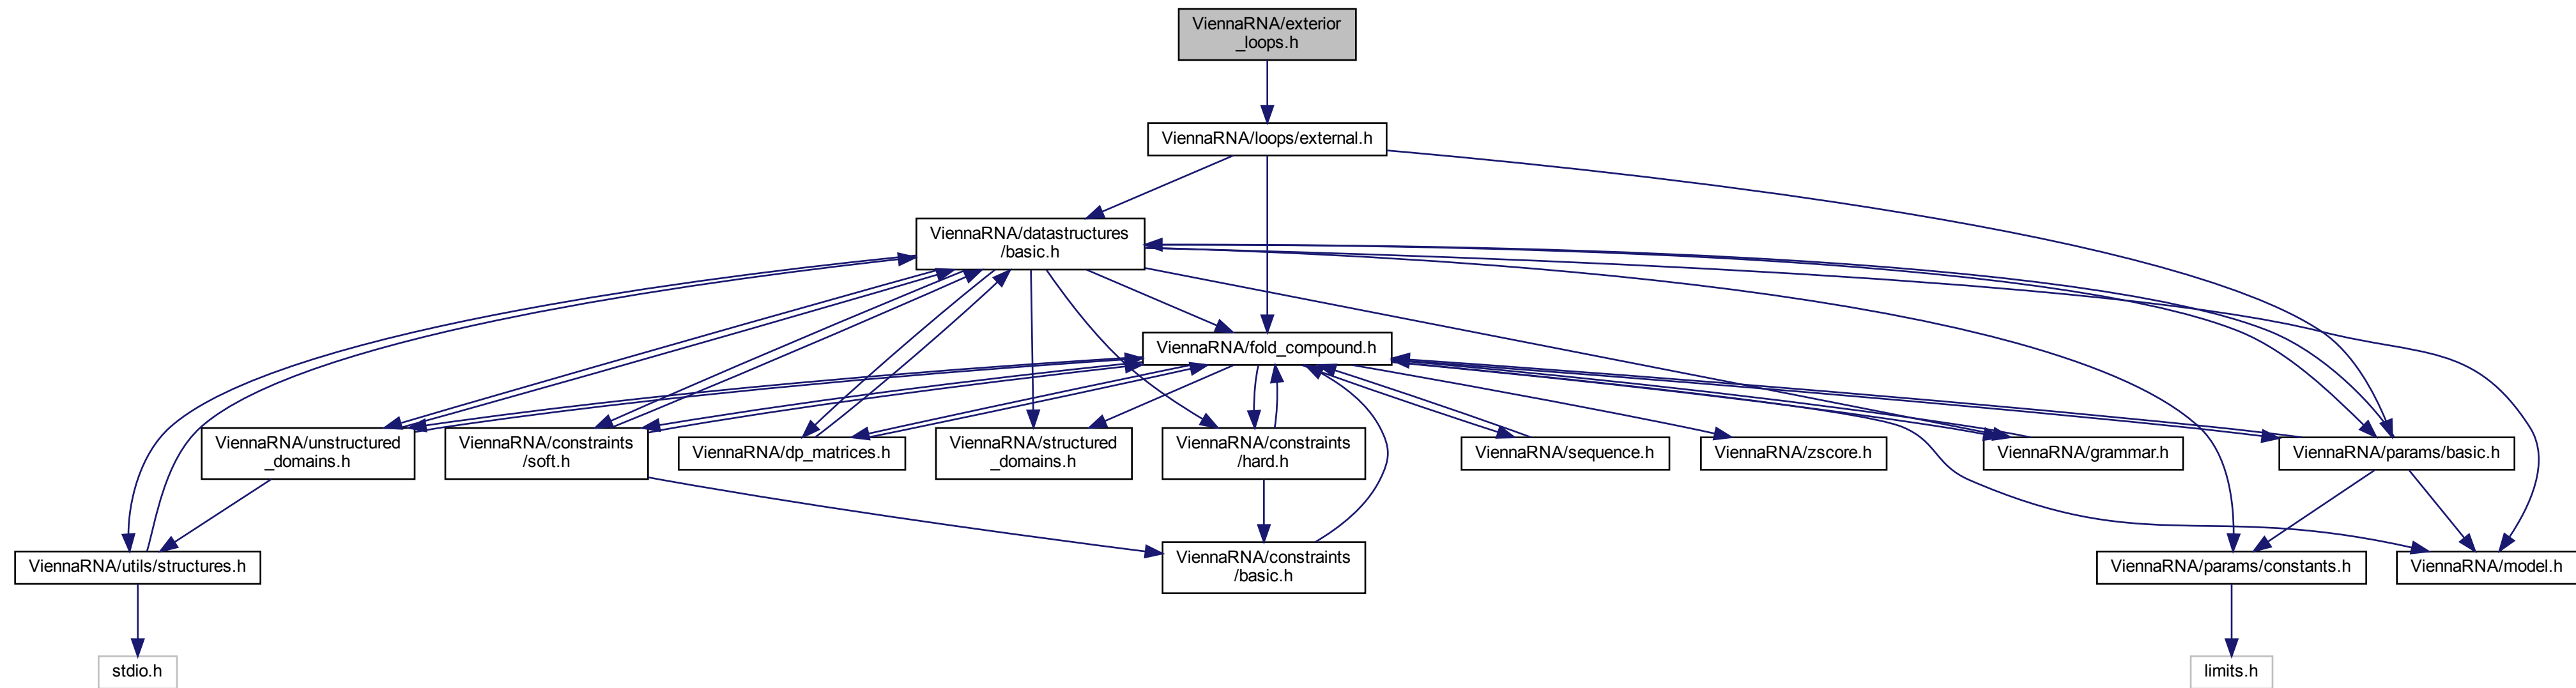 ViennaRNA/exterior
_loops.h
ViennaRNA/loops/external.h
ViennaRNA/datastructures
/basic.h
ViennaRNA/fold_compound.h
ViennaRNA/unstructured
_domains.h
ViennaRNA/constraints
/soft.h
ViennaRNA/dp_matrices.h
ViennaRNA/structured
_domains.h
ViennaRNA/constraints
/hard.h
ViennaRNA/sequence.h
ViennaRNA/zscore.h
ViennaRNA/grammar.h
ViennaRNA/params/basic.h
ViennaRNA/utils/structures.h
ViennaRNA/constraints
/basic.h
ViennaRNA/params/constants.h
ViennaRNA/model.h
stdio.h
limits.h